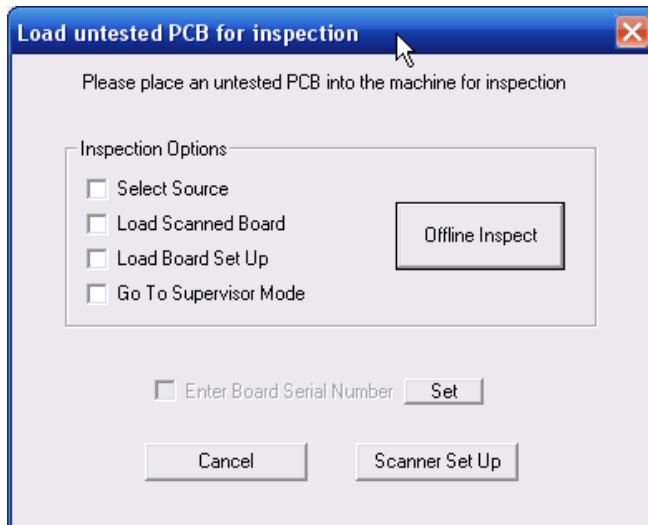 Load untested PCB for inspection
Please place an untested PCB into the machine for inspection
Inspection Options
Select Source
Load Scanned Board
Load Board Set Up
Go To Supervisor Mode
Offline Inspect
Enter Board Serial Number
Set
Cancel
Scanner Set Up